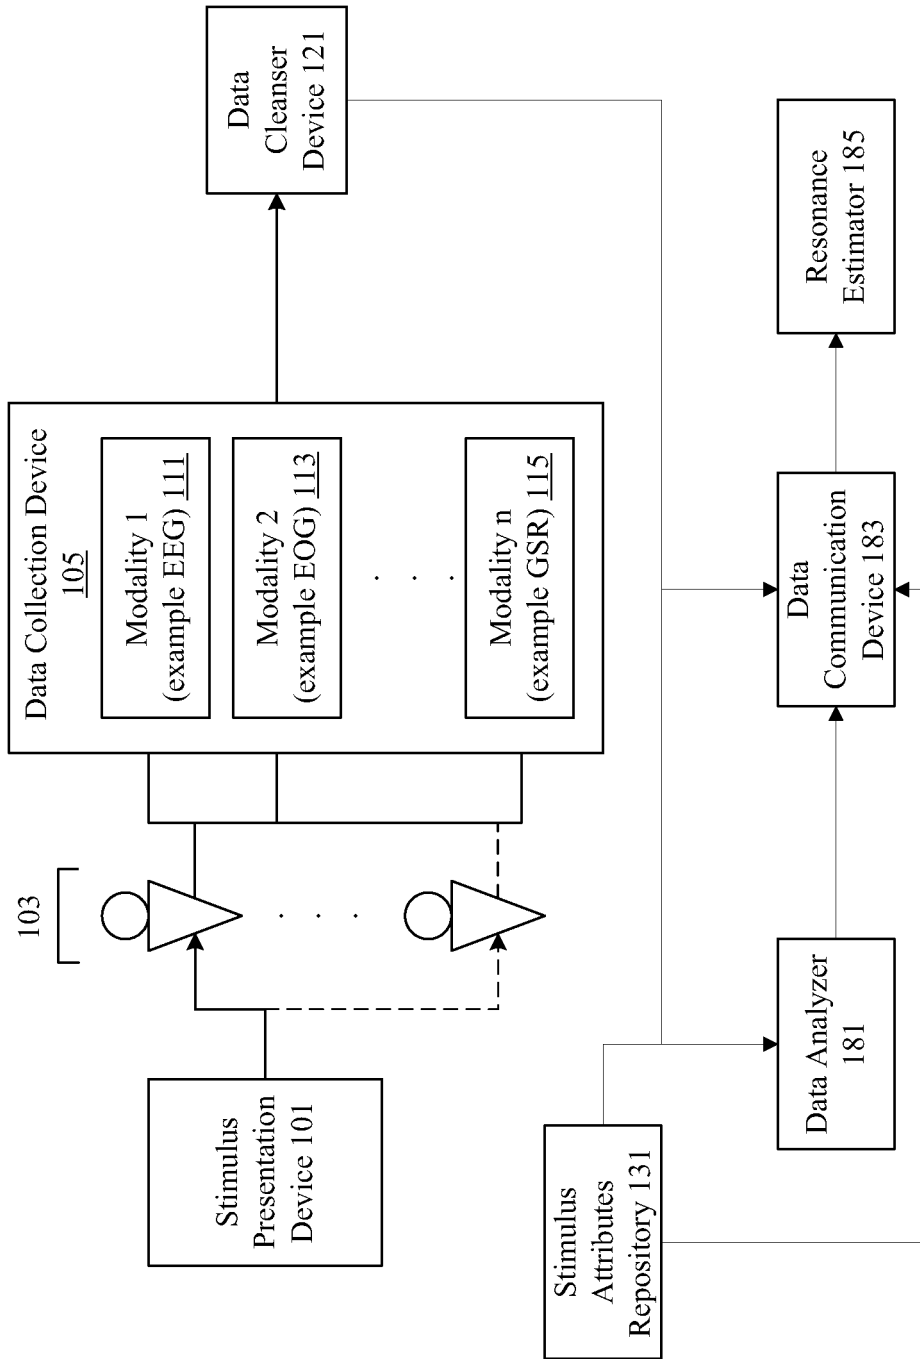 Stimulus
Presentation
Device 101
103
Data Collection Device
105
Modality 1
(example EEG) 111
Modality 2
(example EOG) 113
. . .
Modality n
(example GSR) 115
Data
Cleanser
Device 121
Stimulus
Attributes
Repository 131
Data Analyzer
181
Data
Communication
Device 183
Resonance
Estimator 185